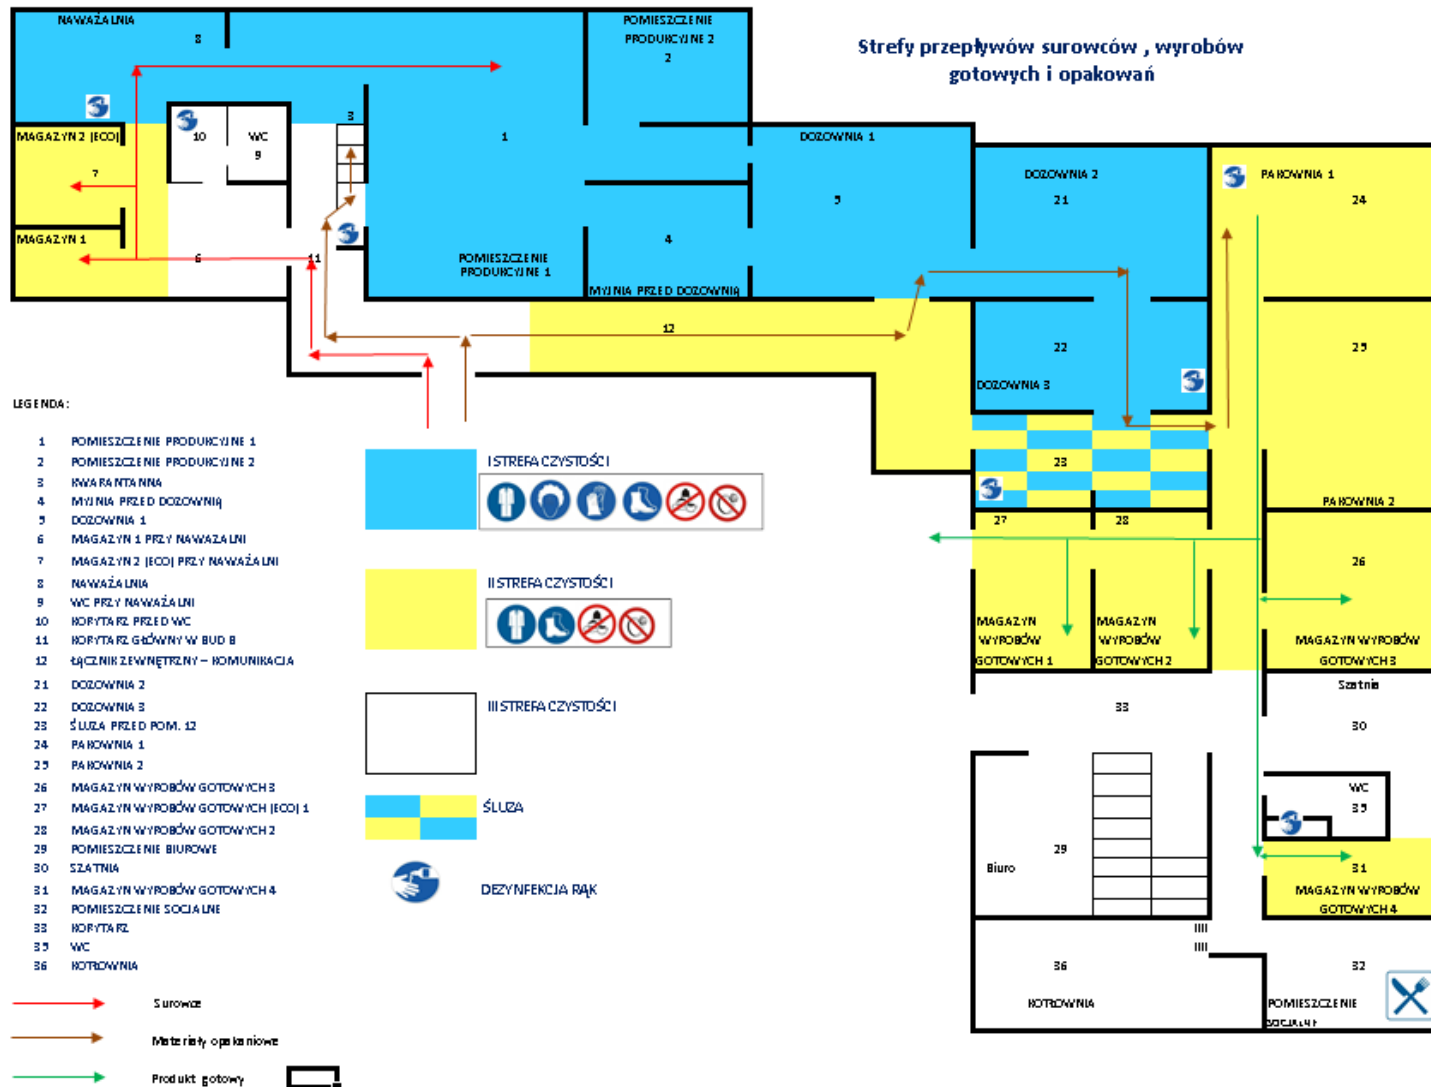 Strefy przepływów surowców , wyrobów
gotowych i opakowań
NAWAŻALNIA
8
POMIESZCZENIE
PRODUKCYJNE 2
2
MAGAZYN 2 (ECO)
7
10
WC
9
3
1
DOZOWNIA 1
5
DOZOWNIA 2
21
PAKOWNIA 1
24
MAGAZYN 1
6
11
POMIESZCZENIE
PRODUKCYJNE 1
4
MYJNIA PRZED DOZOWNIĄ
12
22
DOZOWNIA 3
25
23
PAKOWNIA 2
27
28
26
MAGAZYN
WYROBÓW
GOTOWYCH 1
MAGAZYN
WYROBÓW
GOTOWYCH 2
MAGAZYN WYROBÓW
GOTOWYCH 3
Szatnia
33
30
WC
35
Biuro
29
31
MAGAZYN WYROBÓW
GOTOWYCH 4
36
KOTŁOWNIA
32
POMIESZCZENIE
SOCJALNE
LEGENDA:
1 POMIESZCZENIE PRODUKCYJNE 1
2 POMIESZCZENIE PRODUKCYJNE 2
3 KWARANTANNA
4 MYJNIA PRZED DOZOWNIĄ
5 DOZOWNIA 1
6 MAGAZYN 1 PRZY NAWAŻALNI
7 MAGAZYN 2 (ECO) PRZY NAWAŻALNI
8 NAWAŻALNIA
9 WC PRZY NAWAŻALNI
10 KORYTARZ PRZED WC
11 KORYTARZ GŁÓWNY W BUD B
12 ŁĄCZNIK ZEWNĘTRZNY – KOMUNIKACJA
21 DOZOWNIA 2
22 DOZOWNIA 3
23 ŚLUZA PRZED POM. 12
24 PAKOWNIA 1
25 PAKOWNIA 2
26 MAGAZYN WYROBÓW GOTOWYCH 3
27 MAGAZYN WYROBÓW GOTOWYCH (ECO) 1
28 MAGAZYN WYROBÓW GOTOWYCH 2
29 POMIESZCZENIE BIUROWE
30 SZATNIA
31 MAGAZYN WYROBÓW GOTOWYCH 4
32 POMIESZCZENIE SOCJALNE
33 KORYTARZ
35 WC
36 KOTŁOWNIA
I STREFA CZYSTOŚCI
II STREFA CZYSTOŚCI
III STREFA CZYSTOŚCI
ŚLUZA
DEZYNFEKCJA RĄK
Surowce
Materiały opakaniowe
Produkt gotowy